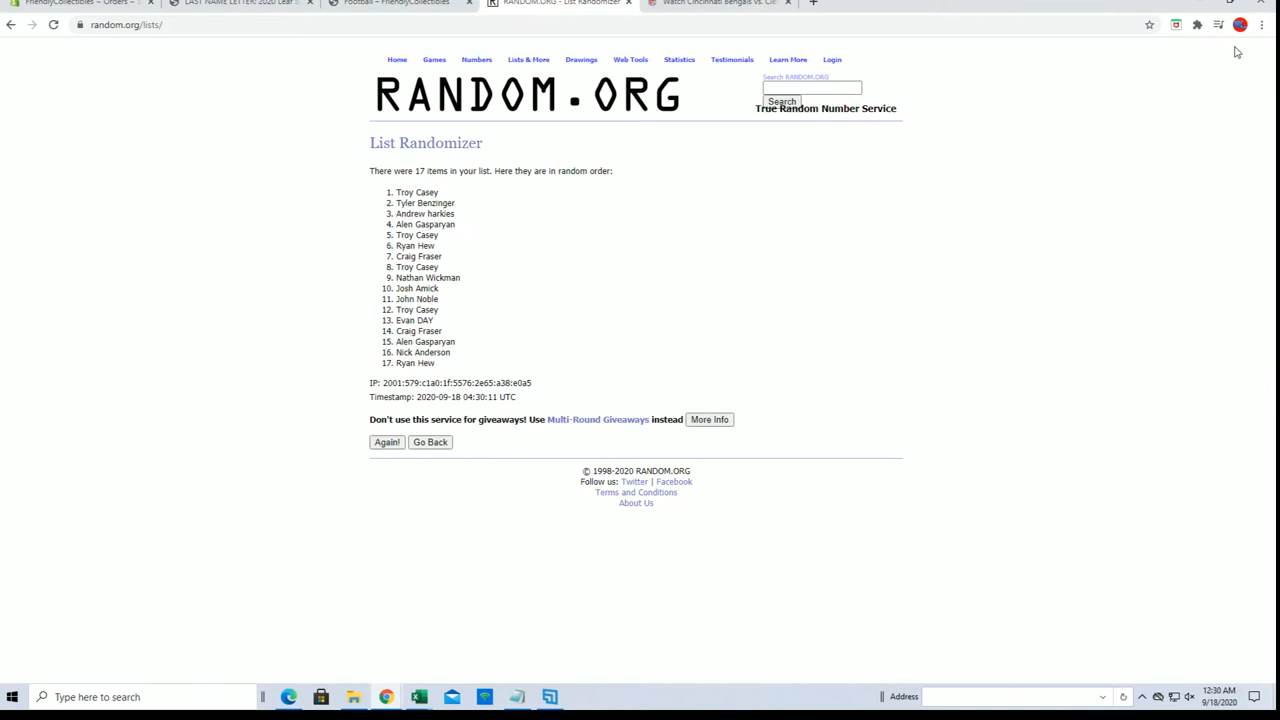 FriendlyCollectibles ~ Orders ~ S
LAST NAME LETTER: 2020 Leaf S
Football – FriendlyCollectibles
RANDOM.ORG - List Randomizer
Watch Cincinnati Bengals vs. Cle
random.org/lists/
Home Games Numbers Lists & More Drawings Web Tools Statistics Testimonials Learn More Login
Search RANDOM.ORG
RANDOM.ORG
Search
True Random Number Service
List Randomizer
There were 17 items in your list. Here they are in random order:
1. Troy Casey
2. Tyler Benzinger
3. Andrew harkies
4. Alen Gasparyan
5. Troy Casey
6. Ryan Hew
7. Craig Fraser
8. Troy Casey
9. Nathan Wickman
10. Josh Amick
11. John Noble
12. Troy Casey
13. Evan DAY
14. Craig Fraser
15. Alen Gasparyan
16. Nick Anderson
17. Ryan Hew
IP: 2001:579:c1a0:1f:5576:2e65:a38:e0a5
Timestamp: 2020-09-18 04:30:11 UTC
Don't use this service for giveaways! Use Multi-Round Giveaways instead More Info
Again! Go Back
© 1998-2020 RANDOM.ORG
Follow us: Twitter | Facebook
Terms and Conditions
About Us
Type here to search
Address
12:30 AM
9/18/2020